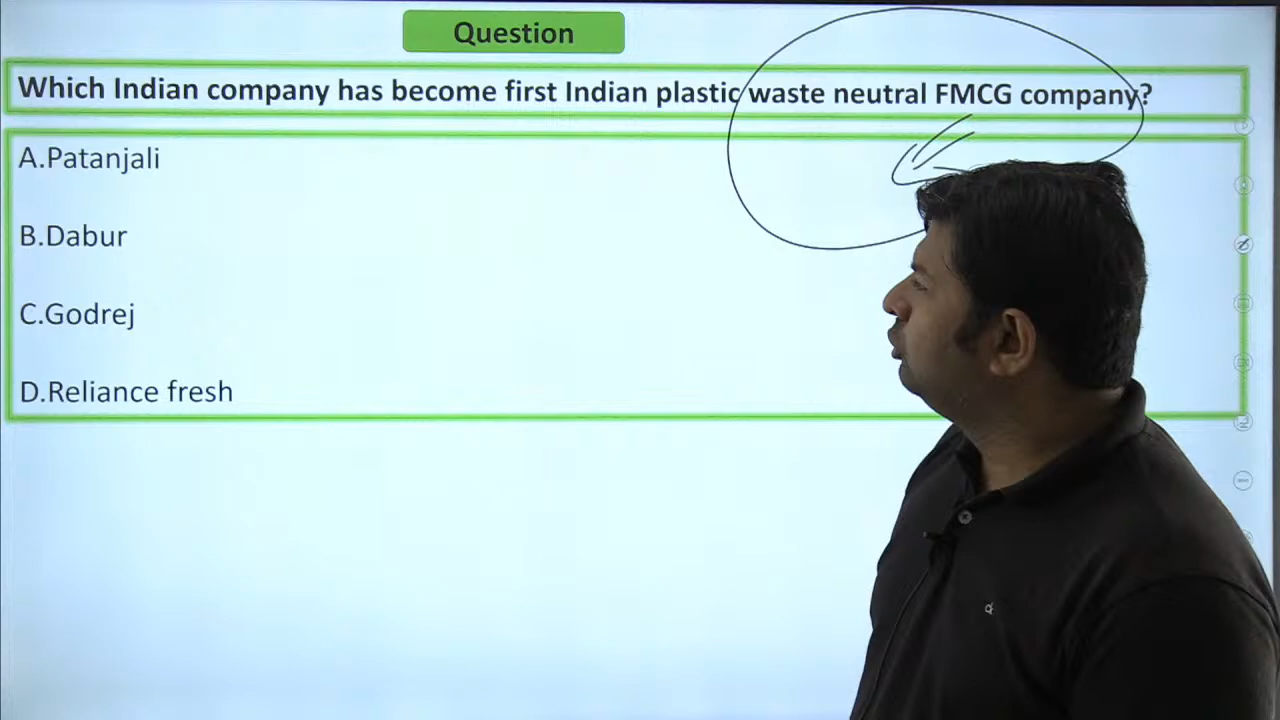 Question
Which Indian company has become first Indian plastic waste neutral FMCG company?
A.Patanjali
B.Dabur
C.Godrej
D.Reliance fresh